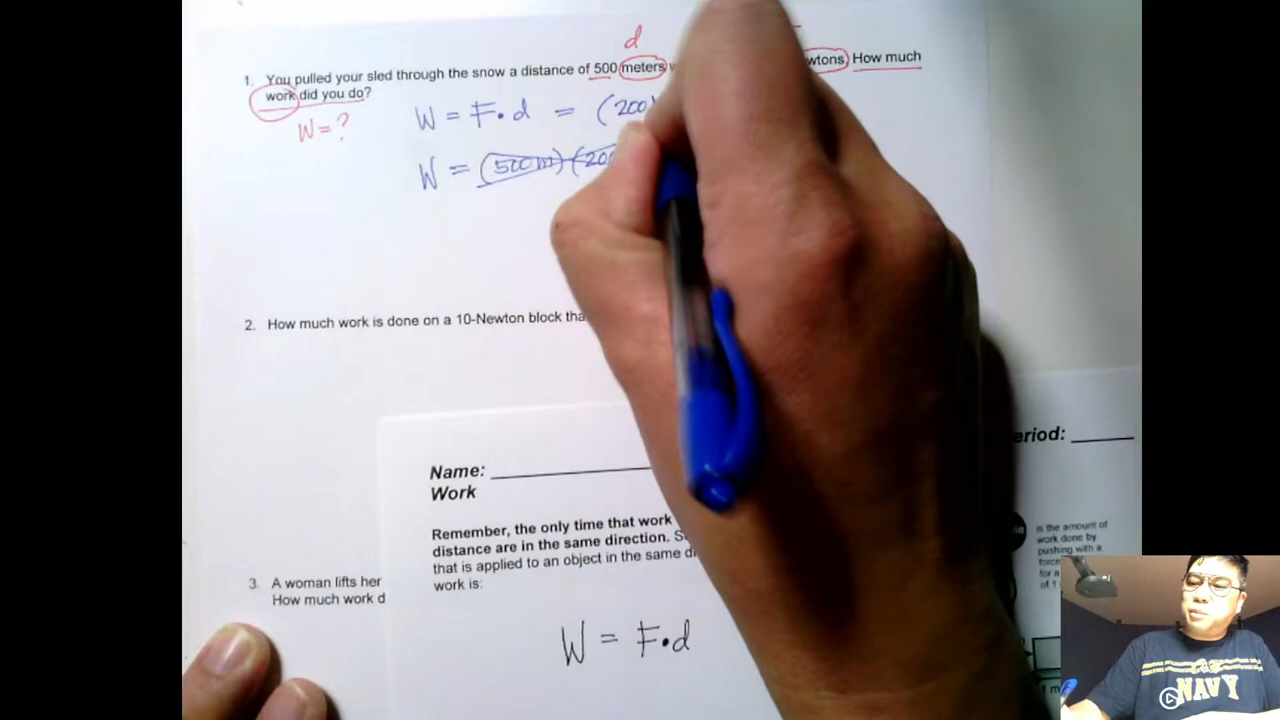 d
1. You pulled your sled through the snow a distance of 500 meters
wtons. How much
work did you do?
W = ?
W = F·d = (200
W = (500m)(200
2. How much work is done on a 10-Newton block tha
Name:
Work
eriod:
Remember, the only time that work
distance are in the same direction. S
that is applied to an object in the same di
work is:
W = F·d
is the amount of
work done by
pushing with a
force
for a
of 1
3. A woman lifts her
How much work d
NAVY